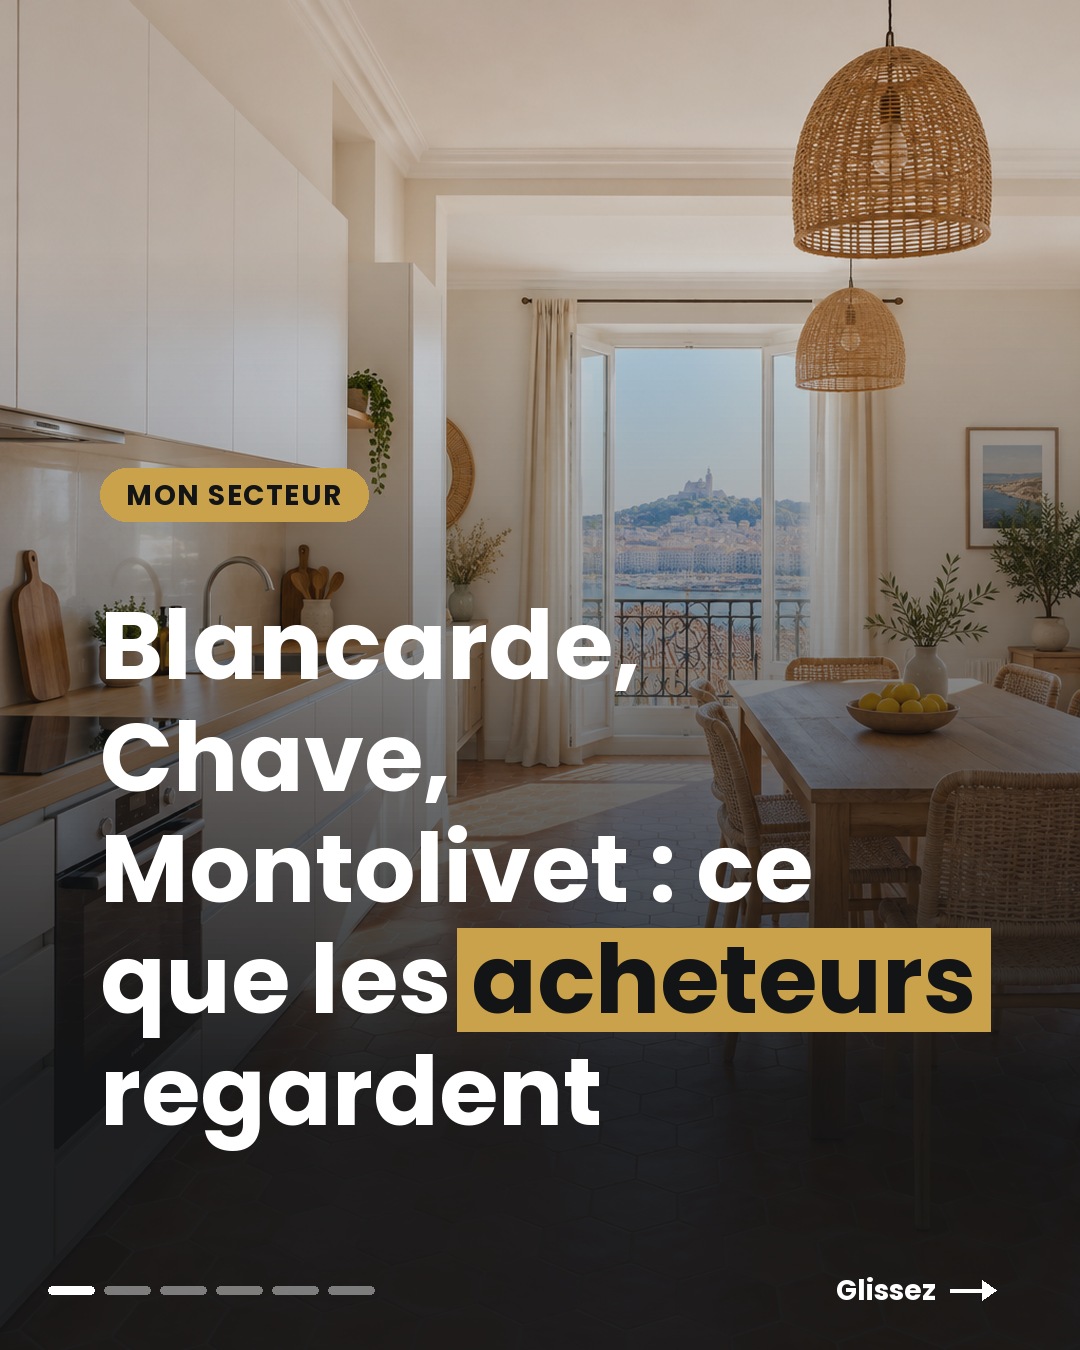 MON SECTEUR
Blancarde,
Chave,
Montolivet : ce
que les acheteurs
regardent
Glissez